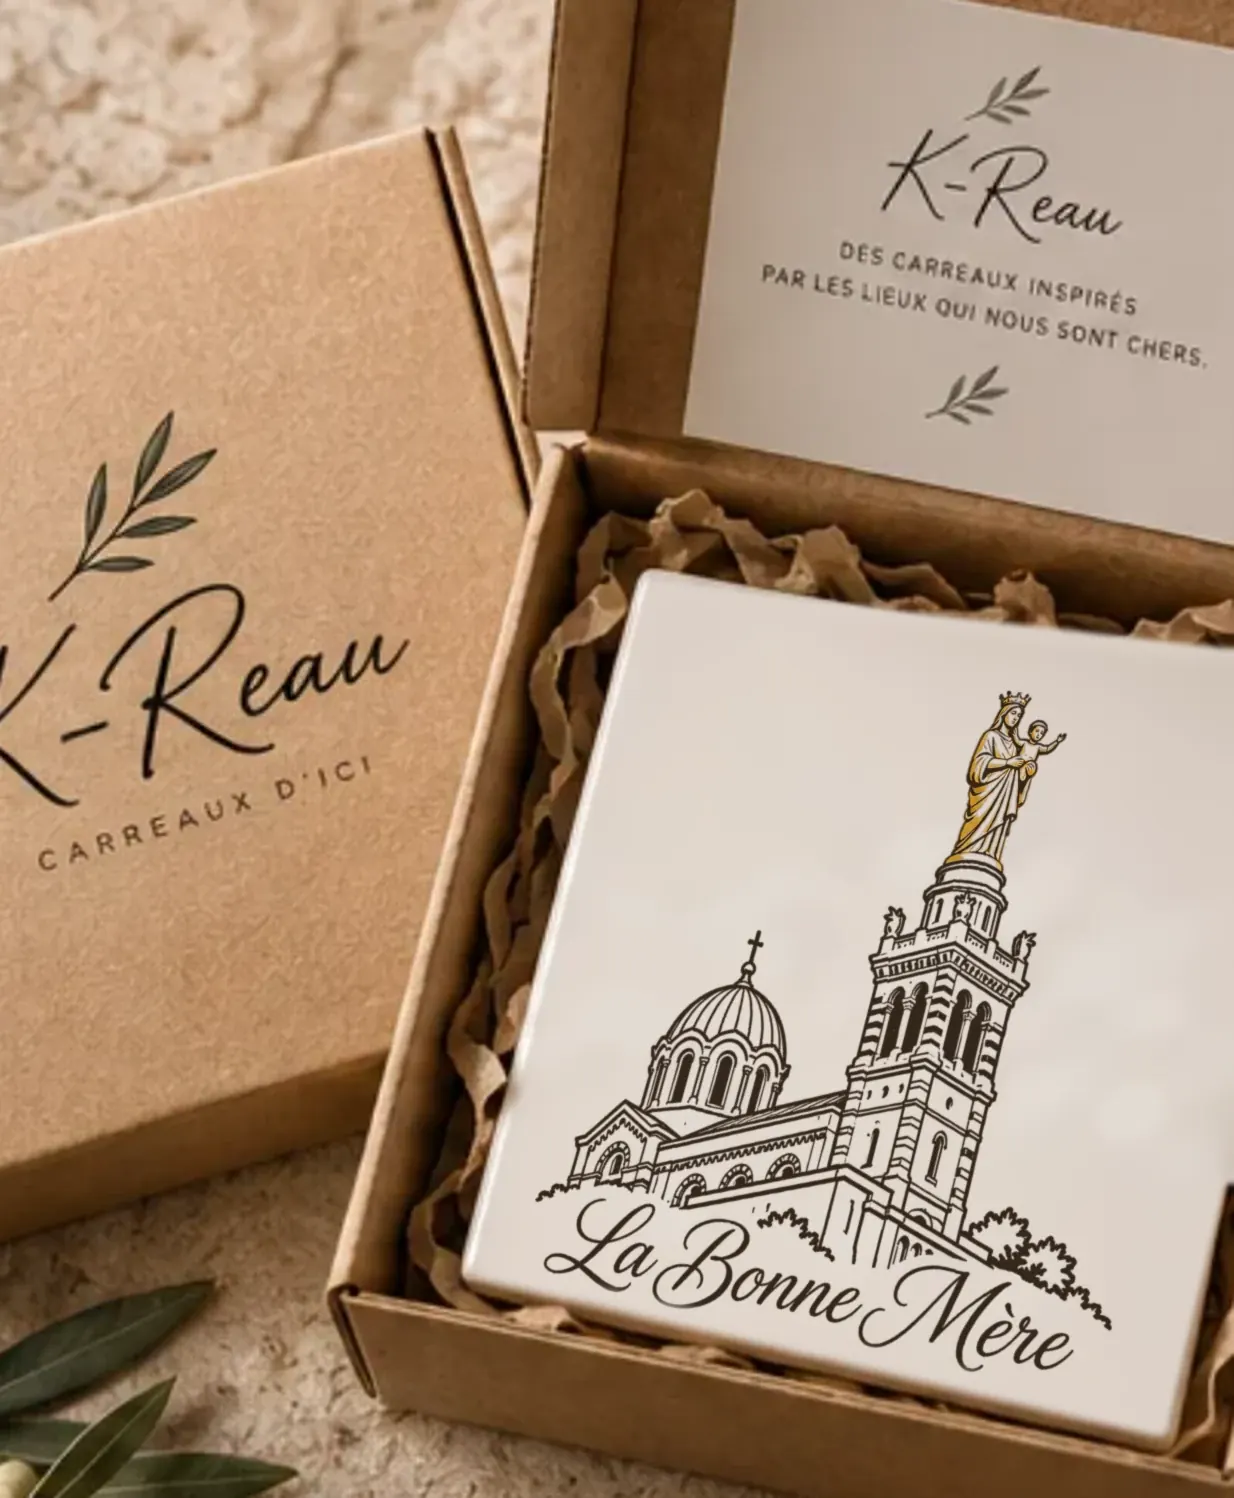 K-Reau
DES CARREAUX INSPIRÉS
PAR LES LIEUX QUI NOUS SONT CHERS.
K-Reau
CARREAUX D'ICI
La Bonne Mère